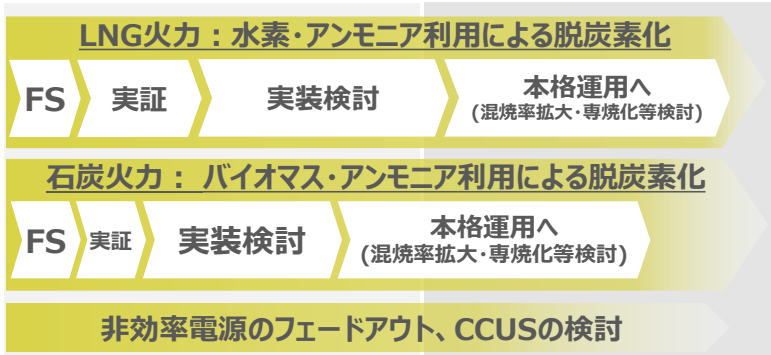 LNG火力：水素・アンモニア利用による脱炭素化
FS
実証
実装検討
本格運用へ
(混焼率拡大・専焼化等検討)
石炭火力： バイオマス・アンモニア利用による脱炭素化
FS
実証
実装検討
本格運用へ
(混焼率拡大・専焼化等検討)
非効率電源のフェードアウト、CCUSの検討